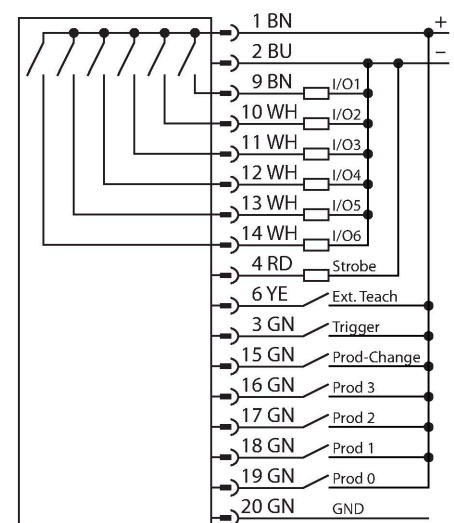 1 BN +
2 BU −
9 BN I/O1
10 WH I/O2
11 WH I/O3
12 WH I/O4
13 WH I/O5
14 WH I/O6
4 RD Strobe
6 YE Ext. Teach
3 GN Trigger
15 GN Prod-Change
16 GN Prod 3
17 GN Prod 2
18 GN Prod 1
19 GN Prod 0
20 GN GND